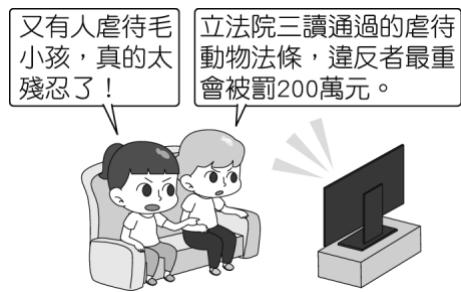 又有人虐待毛
小孩，真的太
殘忍了！
立法院三讀通過的虐待
動物法條，違反者最重
會被罰200萬元。